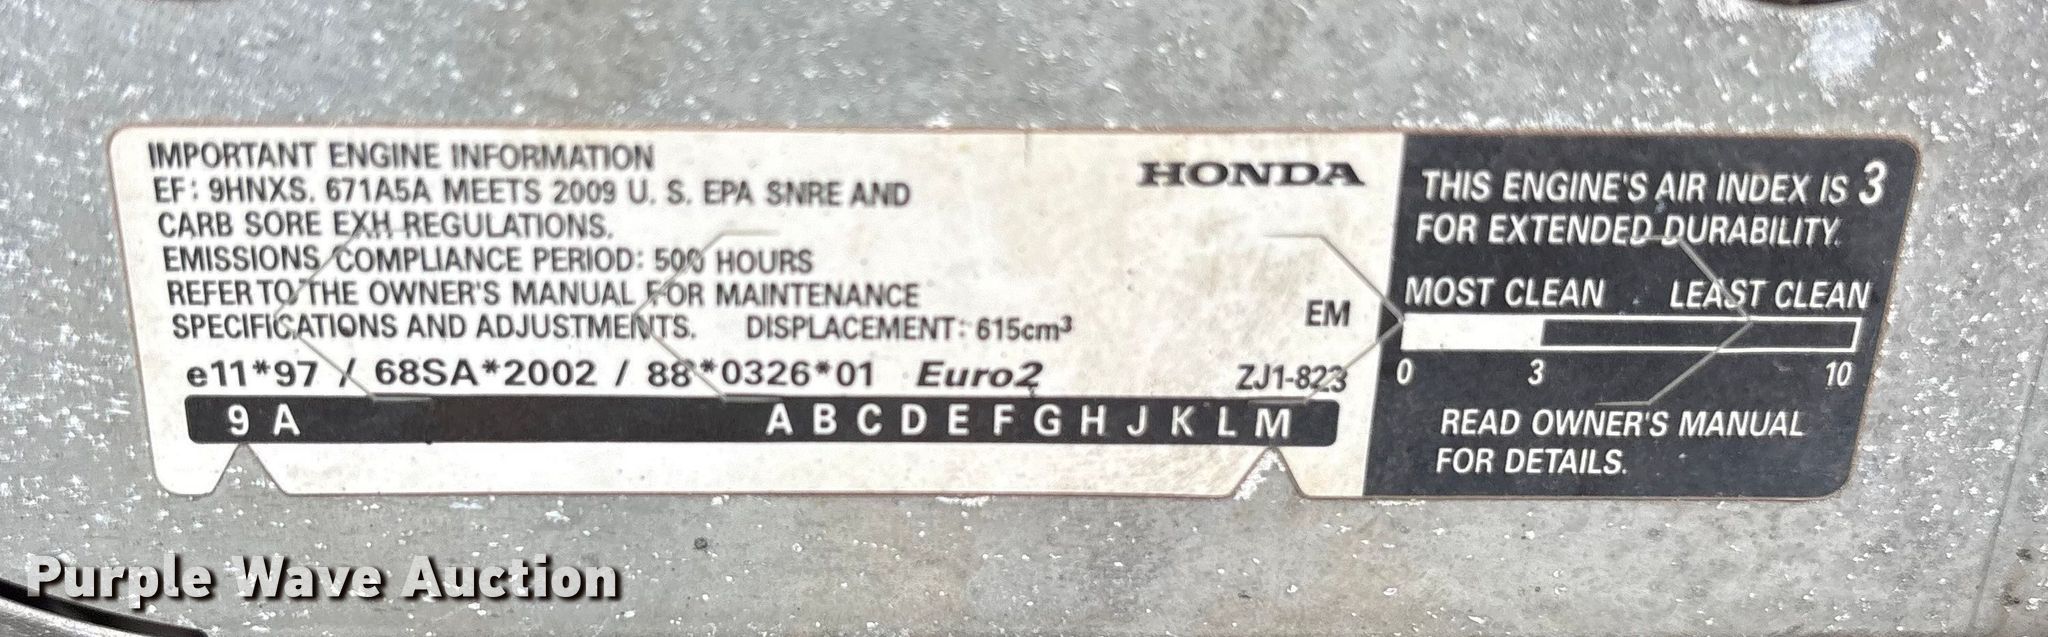 IMPORTANT ENGINE INFORMATION
EF: 9HNXS. 671A5A MEETS 2009 U. S. EPA SNRE AND
CARB SORE EXH REGULATIONS.
EMISSIONS COMPLIANCE PERIOD: 500 HOURS
REFER TO THE OWNER'S MANUAL FOR MAINTENANCE
SPECIFICATIONS AND ADJUSTMENTS. DISPLACEMENT: 615cm³
e11*97 / 68SA*2002 / 88*0326*01 Euro2
9 A A B C D E F G H J K L M
HONDA
EM
ZJ1-823
THIS ENGINE'S AIR INDEX IS 3
FOR EXTENDED DURABILITY.
MOST CLEAN LEAST CLEAN
0 3 10
READ OWNER'S MANUAL
FOR DETAILS.
Purple Wave Auction